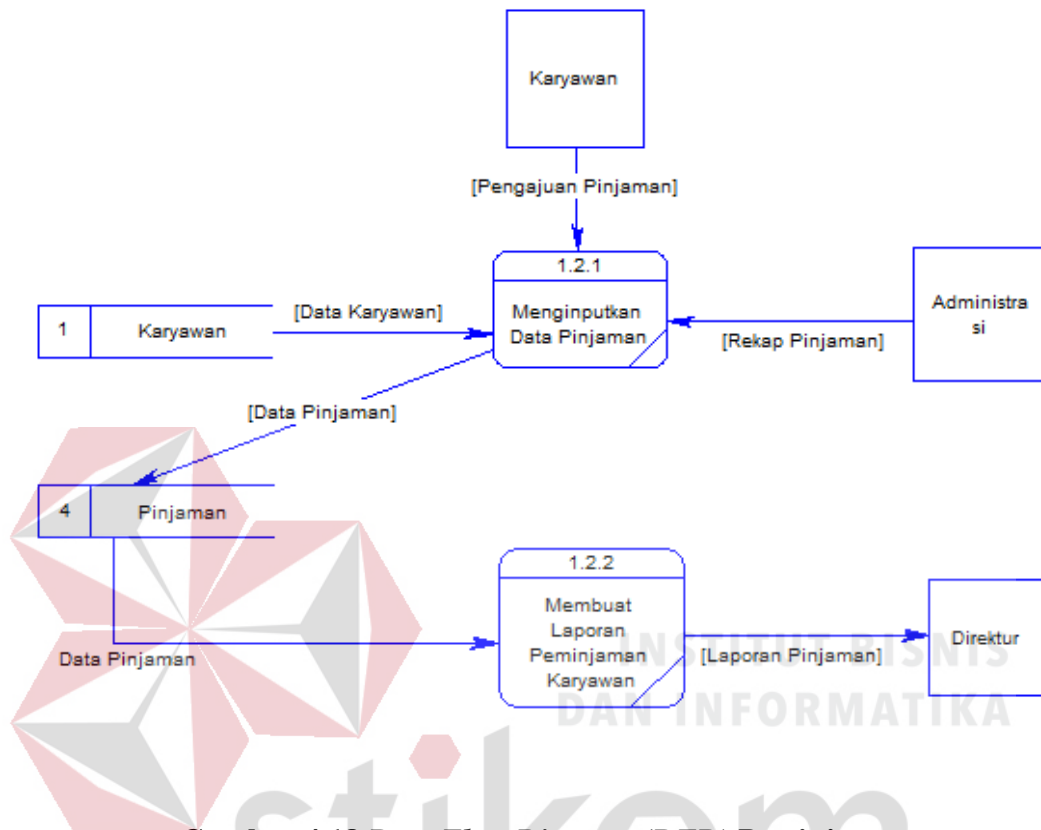 Karyawan
[Pengajuan Pinjaman]
1.2.1
Menginputkan
Data Pinjaman
1
Karyawan
[Data Karyawan]
Administra
si
[Rekap Pinjaman]
[Data Pinjaman]
4
Pinjaman
Data Pinjaman
1.2.2
Membuat
Laporan
Peminjaman
Karyawan
[Laporan Pinjaman]
Direktur
INSTITUT BISNIS
DAN INFORMATIKA
stikom